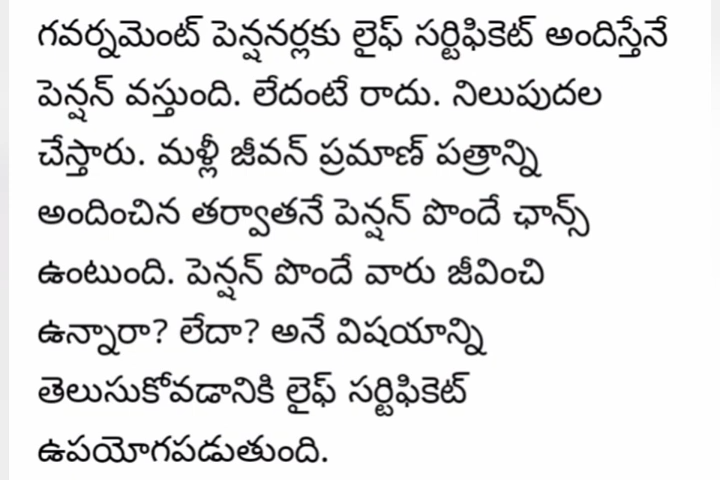 గవర్నమెంట్ పెన్షనర్లకు లైఫ్ సర్టిఫికెట్ అందిస్తేనే
పెన్షన్ వస్తుంది. లేదంటే రాదు. నిలుపుదల
చేస్తారు. మళ్లీ జీవన్ ప్రమాణ్ పత్రాన్ని
అందించిన తర్వాతనే పెన్షన్ పొందే ఛాన్స్
ఉంటుంది. పెన్షన్ పొందే వారు జీవించి
ఉన్నారా? లేదా? అనే విషయాన్ని
తెలుసుకోవడానికి లైఫ్ సర్టిఫికెట్
ఉపయోగపడుతుంది.